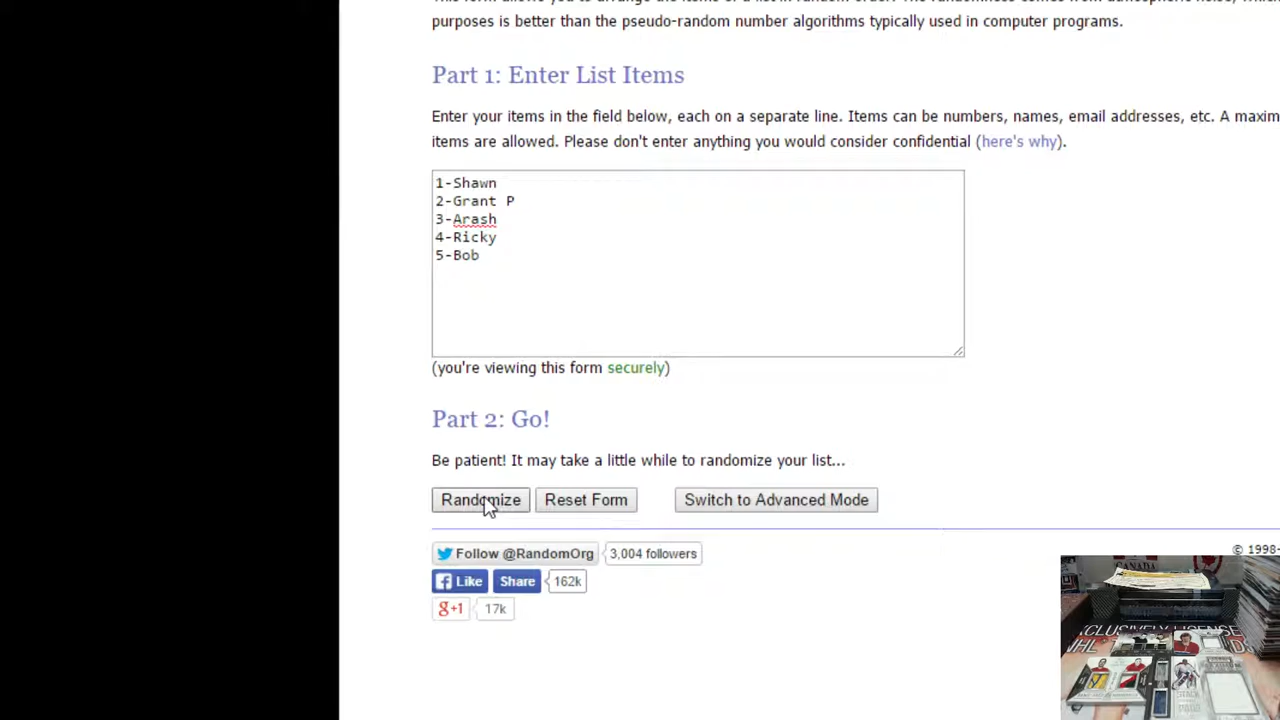 purposes is better than the pseudo-random number algorithms typically used in computer programs.
Part 1: Enter List Items
Enter your items in the field below, each on a separate line. Items can be numbers, names, email addresses, etc. A maxim
items are allowed. Please don't enter anything you would consider confidential (here's why).
1-Shawn
2-Grant P
3-Arash
4-Ricky
5-Bob
(you're viewing this form securely)
Part 2: Go!
Be patient! It may take a little while to randomize your list...
Randomize Reset Form Switch to Advanced Mode
© 1998-
Follow @RandomOrg 3,004 followers
Like Share 162k
g+1 17k
CANADA